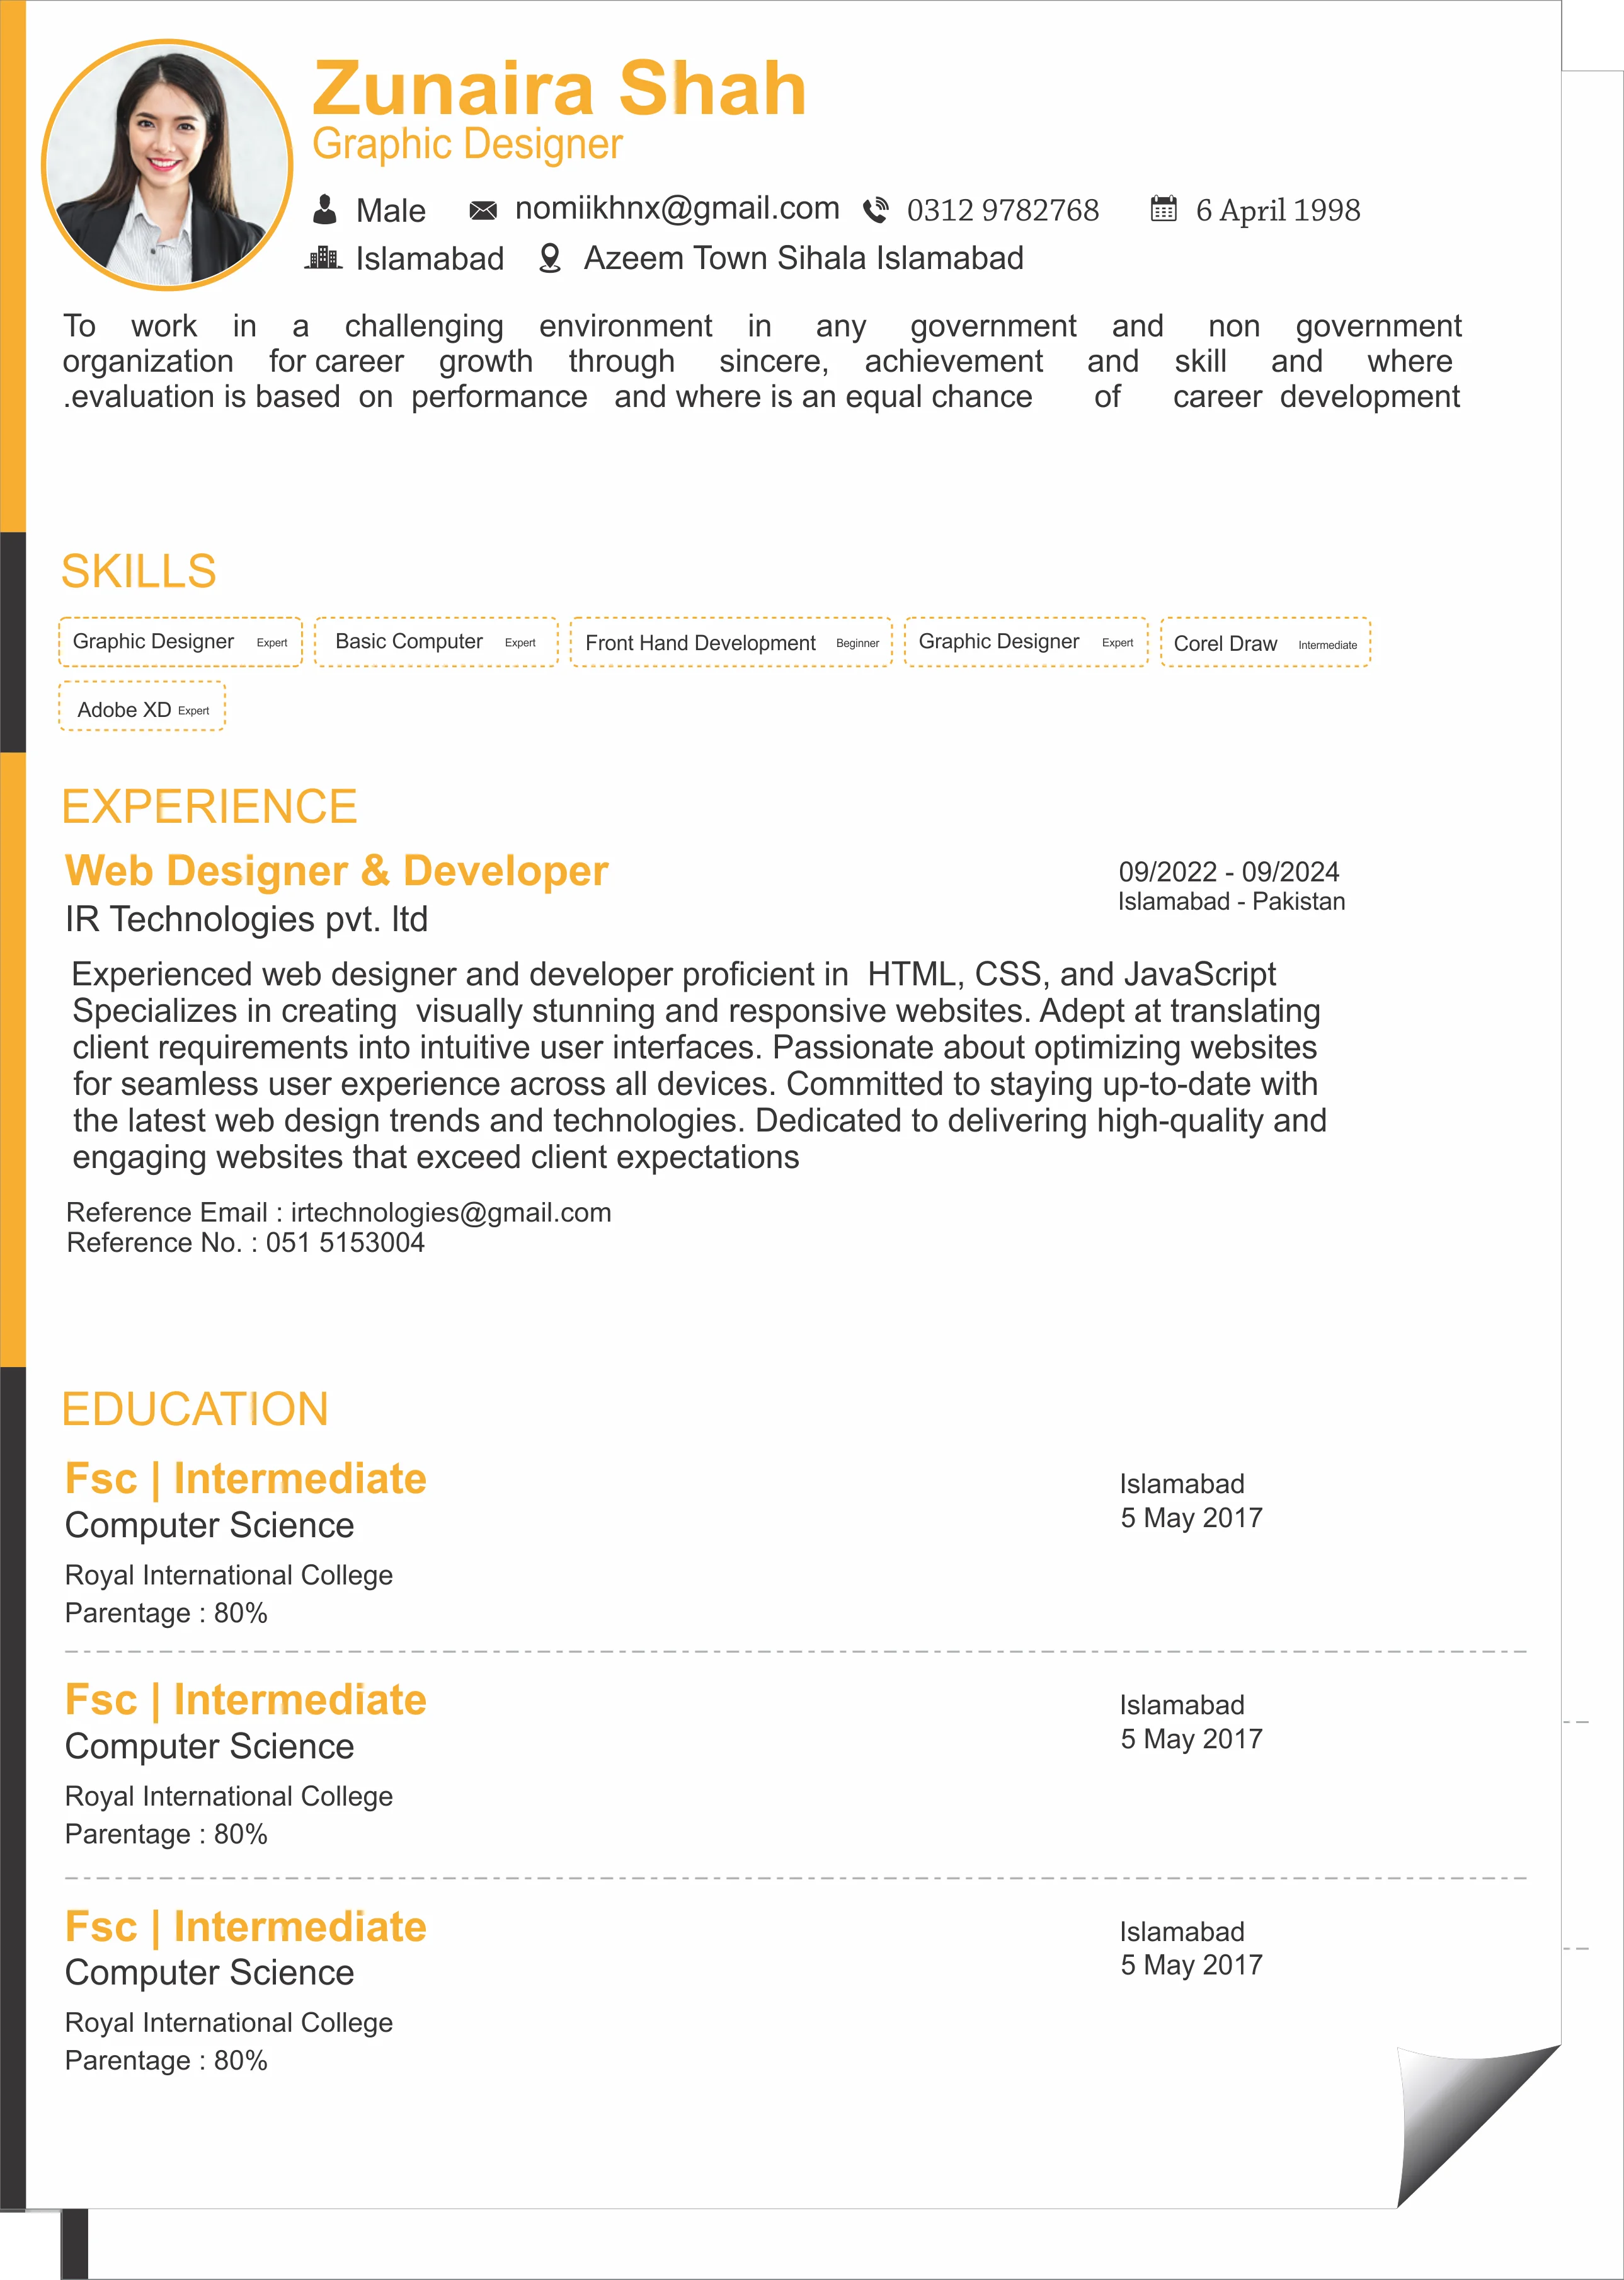 Zunaira Shah
Graphic Designer
Male nomiikhnx@gmail.com 0312 9782768 6 April 1998
Islamabad Azeem Town Sihala Islamabad
To work in a challenging environment in any government and non government
organization for career growth through sincere, achievement and skill and where
.evaluation is based on performance and where is an equal chance of career development
SKILLS
Graphic Designer Expert Basic Computer Expert Front Hand Development Beginner Graphic Designer Expert Corel Draw Intermediate
Adobe XD Expert
EXPERIENCE
Web Designer & Developer 09/2022 - 09/2024
Islamabad - Pakistan
IR Technologies pvt. ltd
Experienced web designer and developer proficient in HTML, CSS, and JavaScript
Specializes in creating visually stunning and responsive websites. Adept at translating
client requirements into intuitive user interfaces. Passionate about optimizing websites
for seamless user experience across all devices. Committed to staying up-to-date with
the latest web design trends and technologies. Dedicated to delivering high-quality and
engaging websites that exceed client expectations
Reference Email : irtechnologies@gmail.com
Reference No. : 051 5153004
EDUCATION
Fsc | Intermediate Islamabad
Computer Science 5 May 2017
Royal International College
Parentage : 80%
Fsc | Intermediate Islamabad
Computer Science 5 May 2017
Royal International College
Parentage : 80%
Fsc | Intermediate Islamabad
Computer Science 5 May 2017
Royal International College
Parentage : 80%